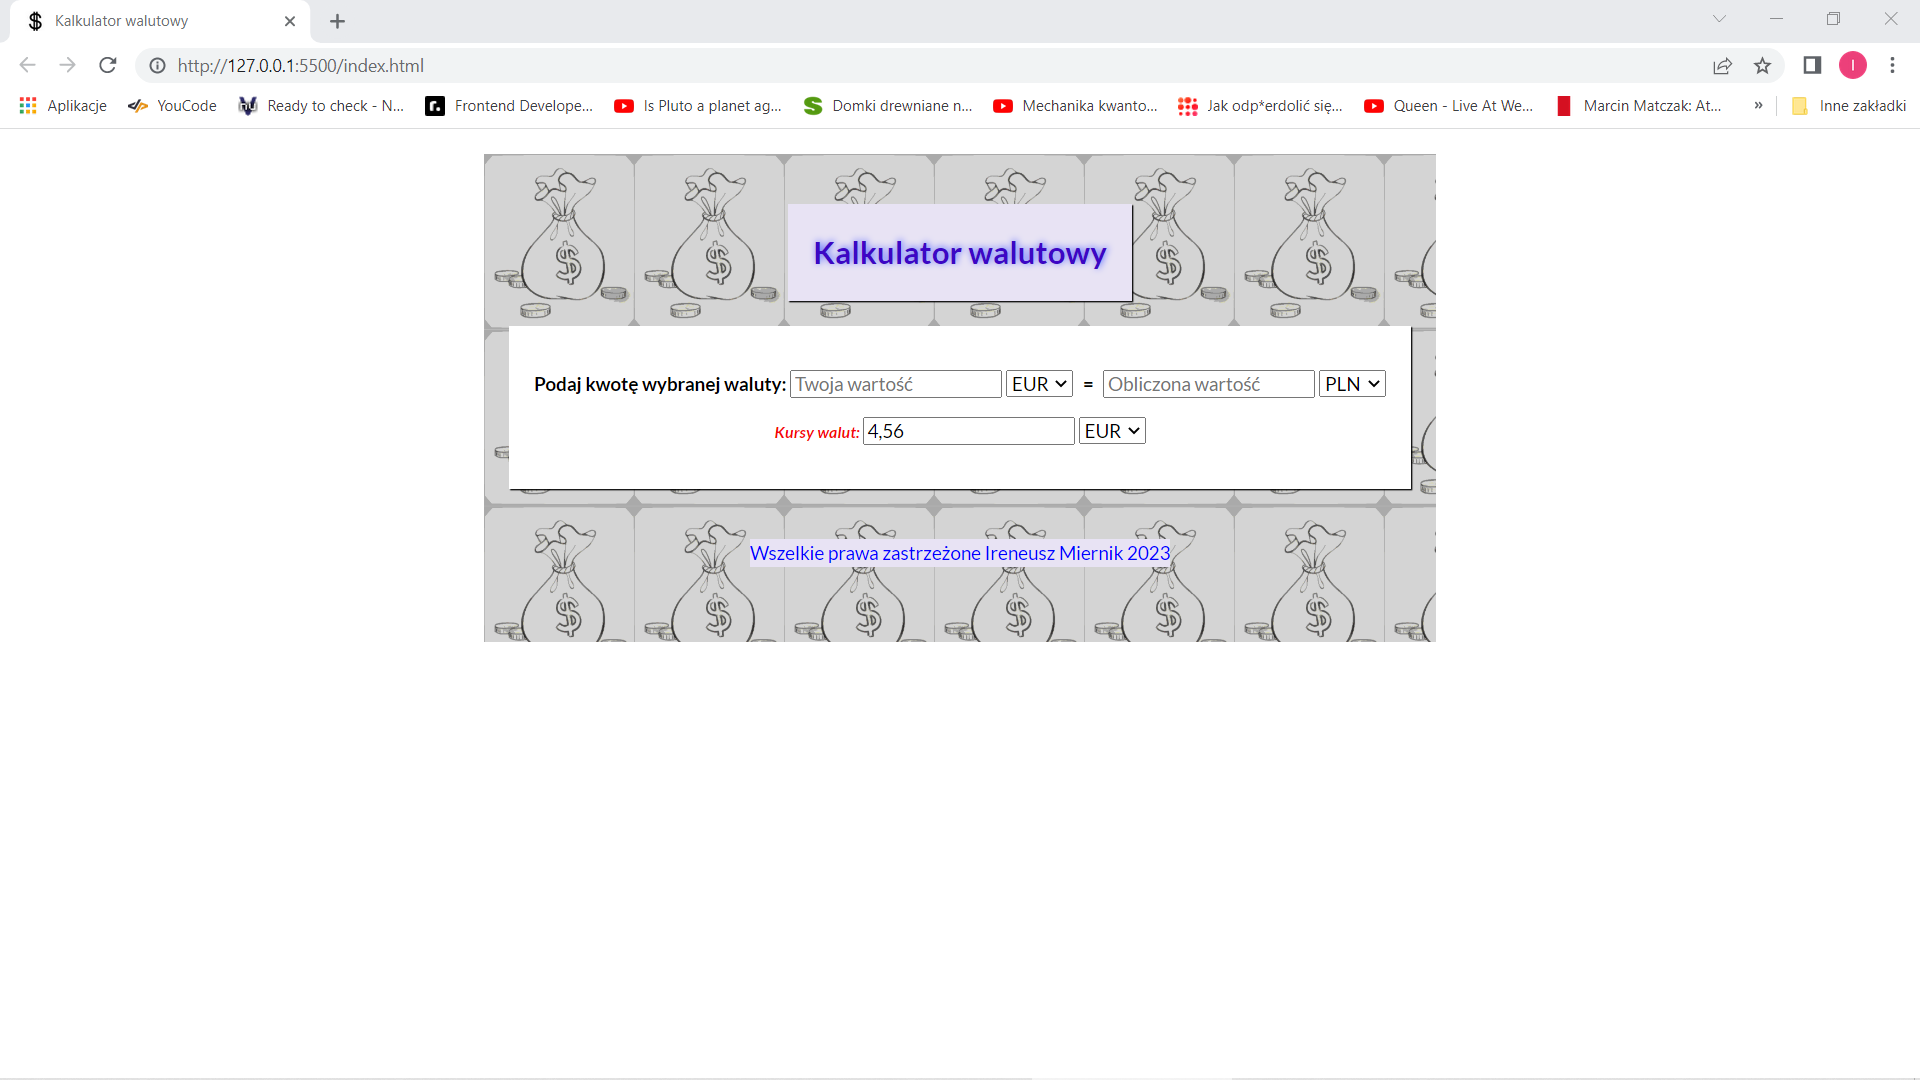 Kalkulator walutowy
http://127.0.0.1:5500/index.html
I
Aplikacje
YouCode
Ready to check - N...
Frontend Develope...
Is Pluto a planet ag...
Domki drewniane n...
Mechanika kwanto...
Jak odp*erdolić się...
Queen - Live At We...
Marcin Matczak: At...
»
Inne zakładki
Kalkulator walutowy
Podaj kwotę wybranej waluty: Twoja wartość EUR = Obliczona wartość PLN
Kursy walut: 4,56 EUR
Wszelkie prawa zastrzeżone Ireneusz Miernik 2023